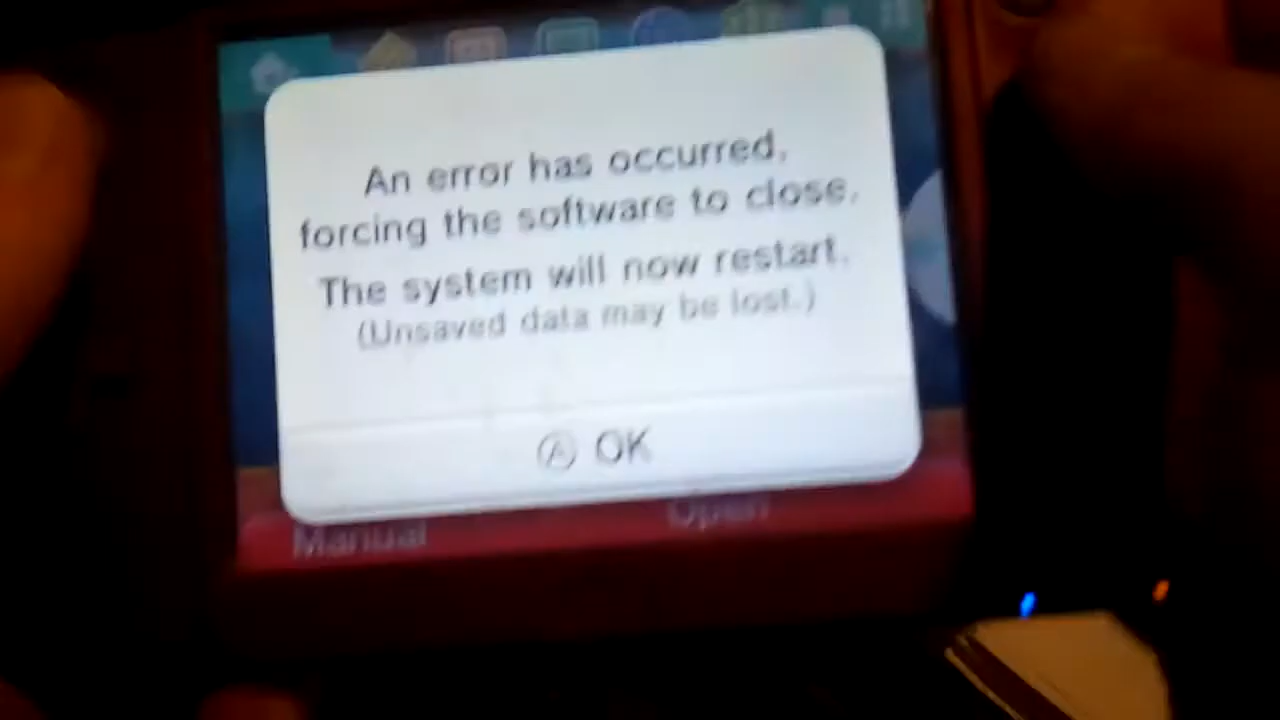 An error has occurred,
forcing the software to close.
The system will now restart.
(Unsaved data may be lost.)
Ⓐ OK
Manual
Open